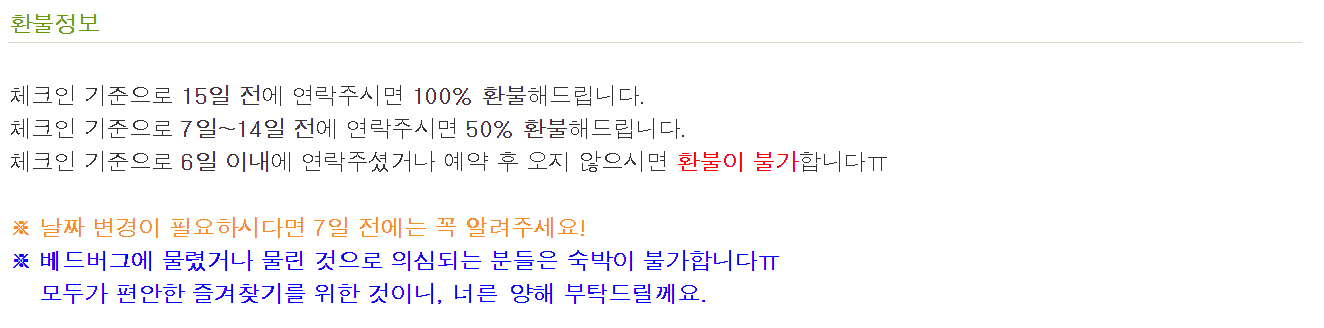 환불정보
체크인 기준으로 15일 전에 연락주시면 100% 환불해드립니다.
체크인 기준으로 7일~14일 전에 연락주시면 50% 환불해드립니다.
체크인 기준으로 6일 이내에 연락주셨거나 예약 후 오지 않으시면 환불이 불가합니다ㅠ
※ 날짜 변경이 필요하시다면 7일 전에는 꼭 알려주세요!
※ 베드버그에 물렸거나 물린 것으로 의심되는 분들은 숙박이 불가합니다ㅠ
모두가 편안한 즐겨찾기를 위한 것이니, 너른 양해 부탁드릴께요.